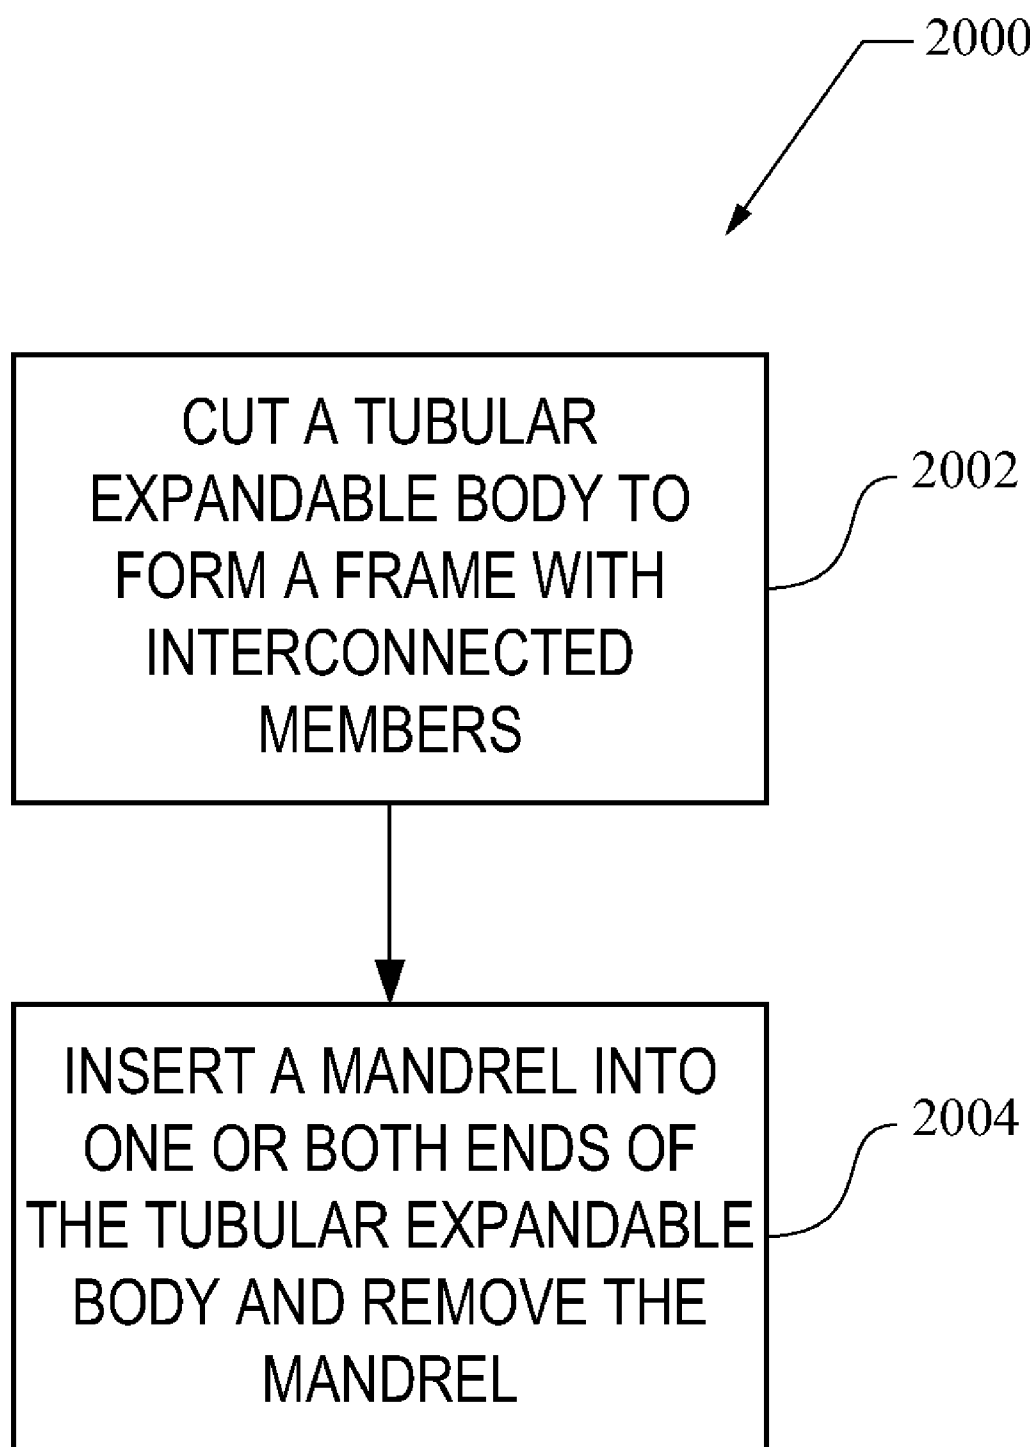 2000
CUT A TUBULAR
EXPANDABLE BODY TO
FORM A FRAME WITH
INTERCONNECTED
MEMBERS
2002
INSERT A MANDREL INTO
ONE OR BOTH ENDS OF
THE TUBULAR EXPANDABLE
BODY AND REMOVE THE
MANDREL
2004